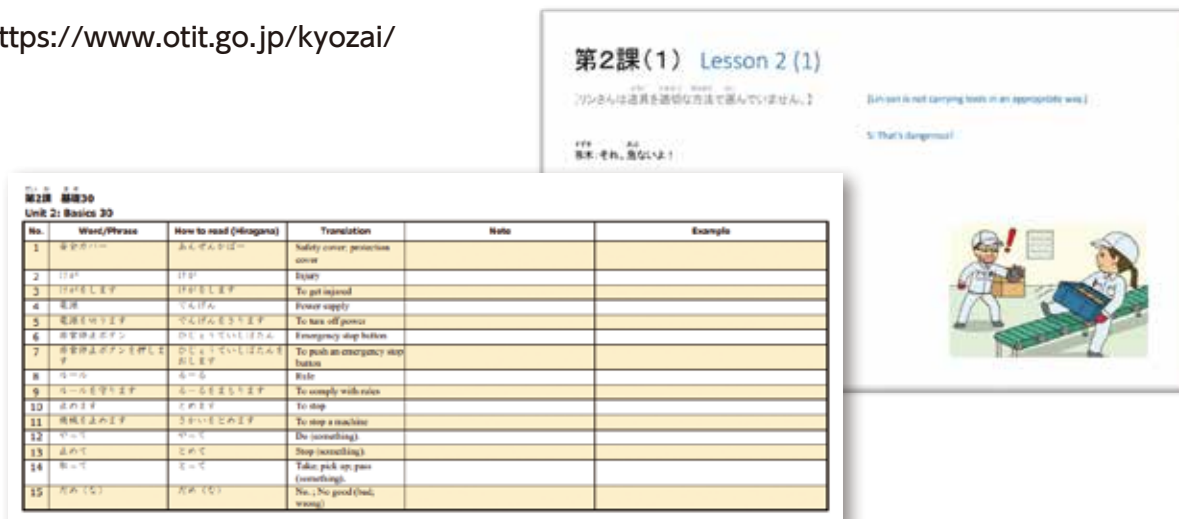 ttps://www.otit.go.jp/kyozai/
第2課(1) Lesson 2 (1)
リンさんは道具を適切な方法で運んでいません。】
[Lin-san is not carrying tools in an appropriate way.]
鈴木:それ、危ないよ!
S: That's dangerous!
第2課 基礎30
Unit 2: Basics 30
No. Word/Phrase How to read (Hiragana) Translation Note Example
1 安全カバー あんぜんかばー Safety cover; protection
cover
2 けが けが Injury
3 けがをします けがをします To get injured
4 電源 でんげん Power supply
5 電源を切ります でんげんをきります To turn off power
6 非常停止ボタン ひじょうていしぼたん Emergency stop button
7 非常停止ボタンを押しま ひじょうていしぼたんを To push an emergency stop
す おします button
8 ルール るーる Rule
9 ルールを守ります るーるをまもります To comply with rules
10 止めます とめます To stop
11 機械を止めます きかいをとめます To stop a machine
12 やって やって Do (something).
13 止めて とめて Stop (something).
14 取って とって Take; pick up; pass
(something).
15 だめ(な) だめ(な) No.; No good (bad,
wrong)